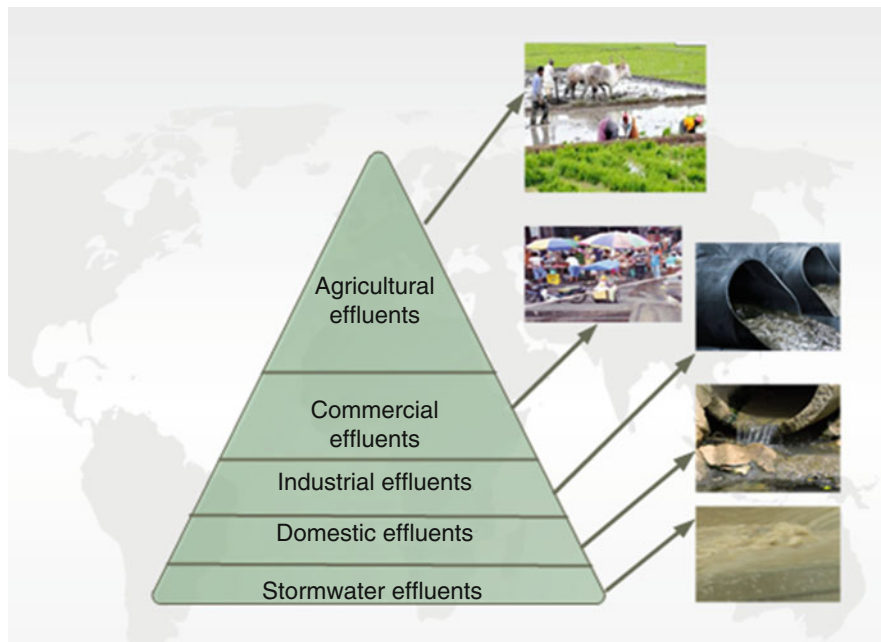 Agricultural
effluents
Commercial
effluents
Industrial effluents
Domestic effluents
Stormwater effluents